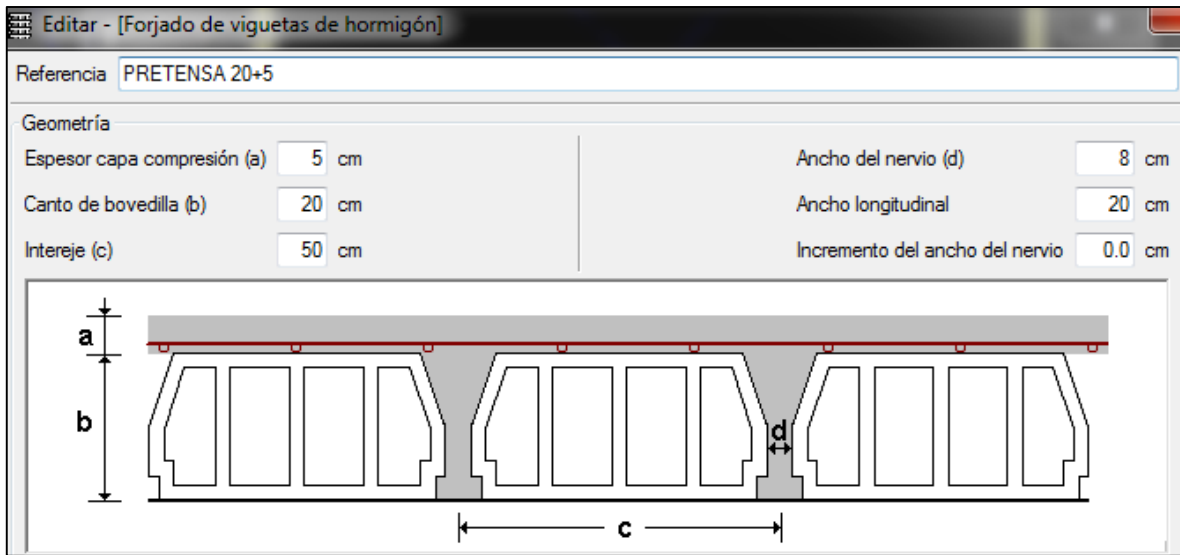 Editar - [Forjado de viguetas de hormigón]
Referencia PRETENSA 20+5
Geometría
Espesor capa compresión (a) 5 cm
Ancho del nervio (d) 8 cm
Canto de bovedilla (b) 20 cm
Ancho longitudinal 20 cm
Intereje (c) 50 cm
Incremento del ancho del nervio 0.0 cm
a
b
d
c